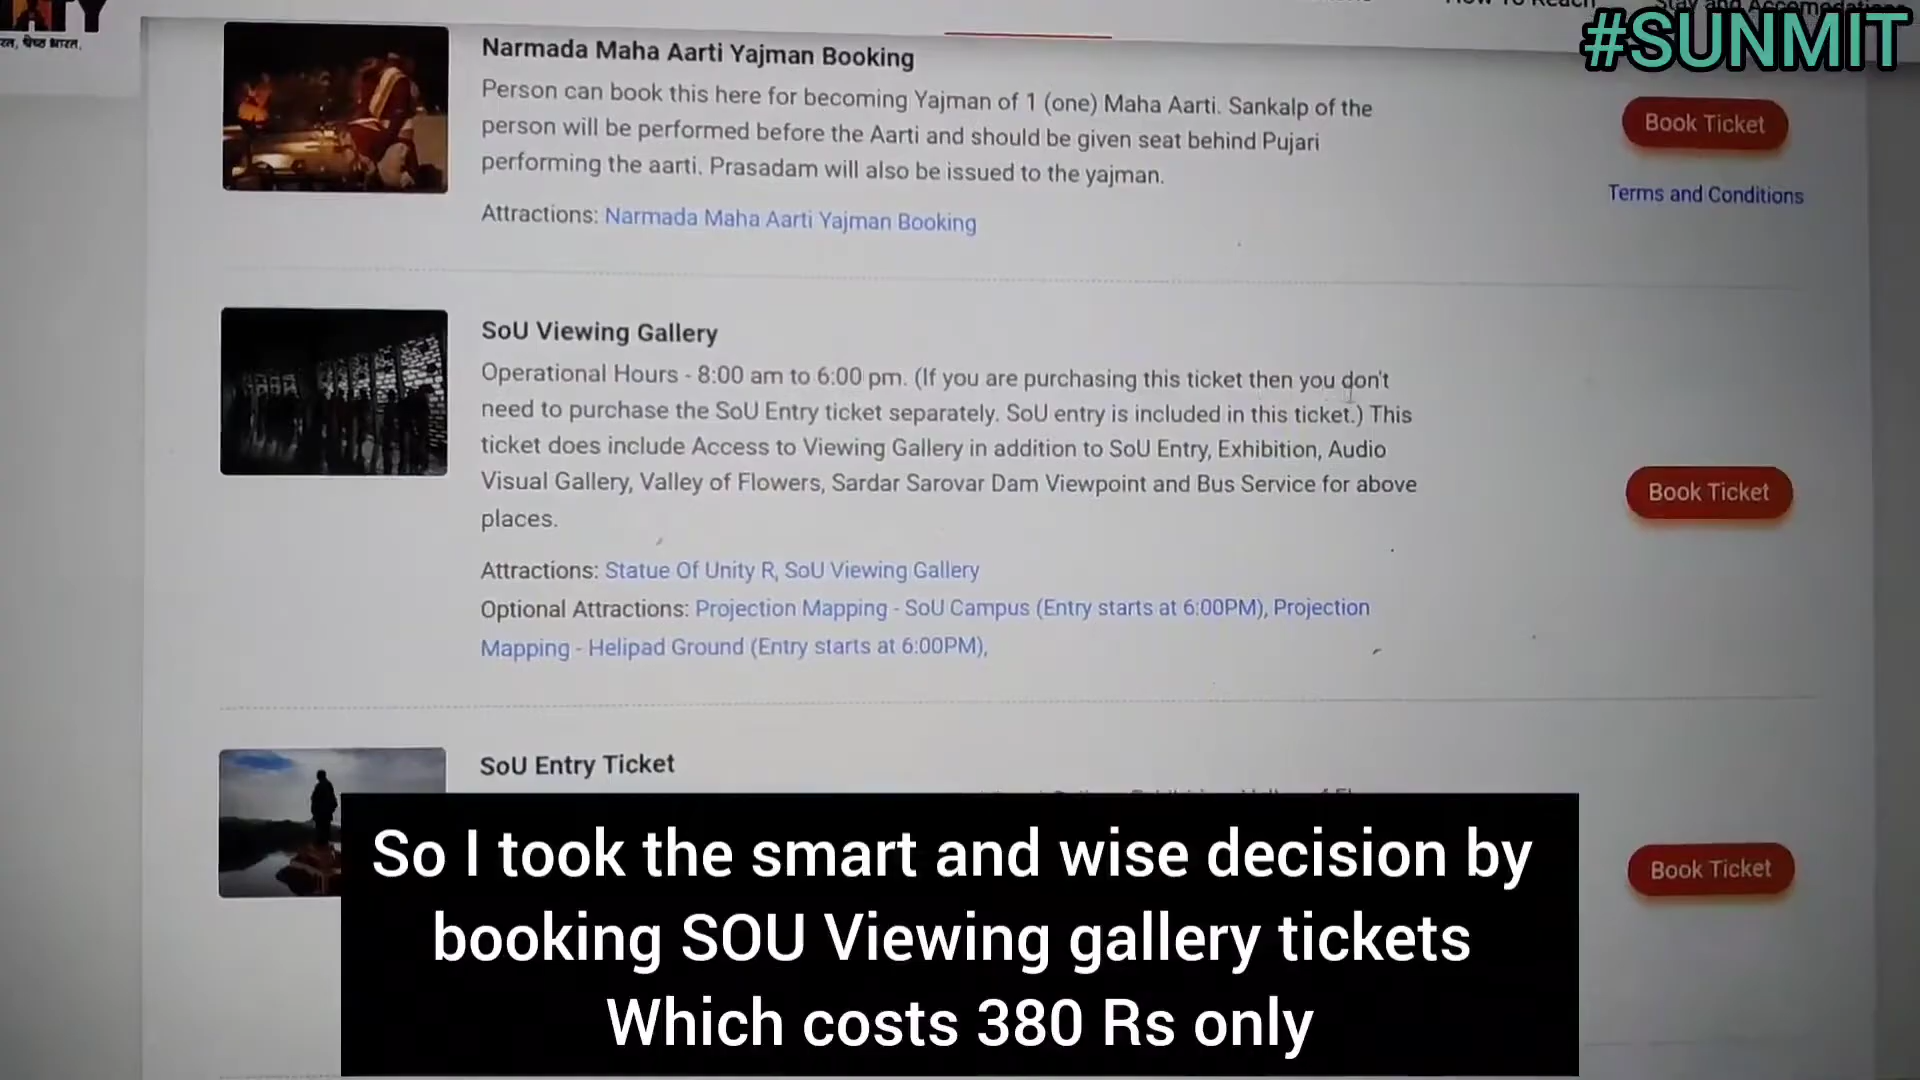 #SUNMIT
Narmada Maha Aarti Yajman Booking
Person can book this here for becoming Yajman of 1 (one) Maha Aarti. Sankalp of the
person will be performed before the Aarti and should be given seat behind Pujari
performing the aarti. Prasadam will also be issued to the yajman.
Attractions: Narmada Maha Aarti Yajman Booking
Book Ticket
Terms and Conditions
SoU Viewing Gallery
Operational Hours - 8:00 am to 6:00 pm. (If you are purchasing this ticket then you don't
need to purchase the SoU Entry ticket separately. SoU entry is included in this ticket.) This
ticket does include Access to Viewing Gallery in addition to SoU Entry, Exhibition, Audio
Visual Gallery, Valley of Flowers, Sardar Sarovar Dam Viewpoint and Bus Service for above
places.
Attractions: Statue Of Unity R, SoU Viewing Gallery
Optional Attractions: Projection Mapping - SoU Campus (Entry starts at 6:00PM), Projection
Mapping - Helipad Ground (Entry starts at 6:00PM),
Book Ticket
SoU Entry Ticket
Book Ticket
So I took the smart and wise decision by
booking SOU Viewing gallery tickets
Which costs 380 Rs only